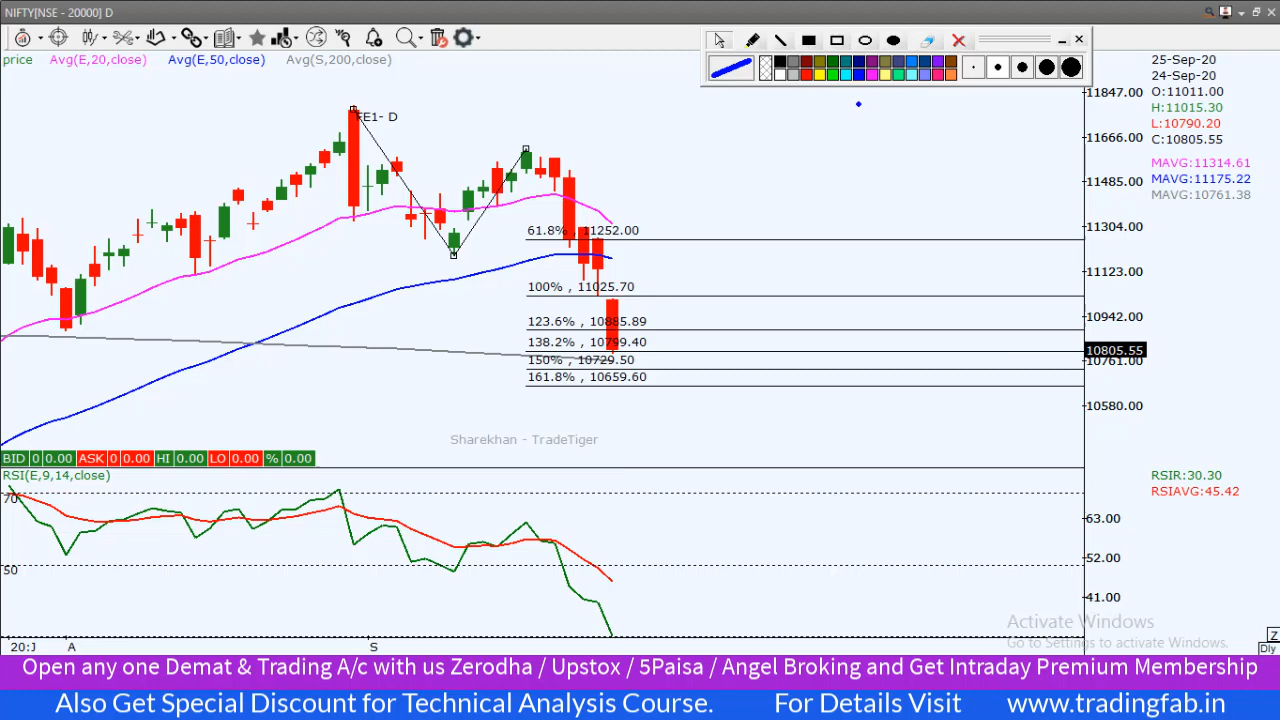 NIFTY[NSE - 20000] D
price Avg(E,20,close) Avg(E,50,close) Avg(S,200,close)
25-Sep-20
24-Sep-20
O:11011.00
H:11015.30
L:10790.20
C:10805.55
MAVG:11314.61
MAVG:11175.22
MAVG:10761.38
11847.00
11666.00
11485.00
11304.00
11123.00
10942.00
10805.55
10761.00
10580.00
FE1- D
61.8% , 11252.00
100% , 11025.70
123.6% , 10885.89
138.2% , 10799.40
150% , 10729.50
161.8% , 10659.60
Sharekhan - TradeTiger
BID 0 0.00 ASK 0 0.00 HI 0.00 LO 0.00 % 0.00
RSI(E,9,14,close)
RSIR:30.30
RSIAVG:45.42
70
63.00
52.00
50
41.00
Activate Windows
Go to Settings to activate Windows.
Z
20:J A S
Dly
Open any one Demat & Trading A/c with us Zerodha / Upstox / 5Paisa / Angel Broking and Get Intraday Premium Membership
Also Get Special Discount for Technical Analysis Course. For Details Visit www.tradingfab.in